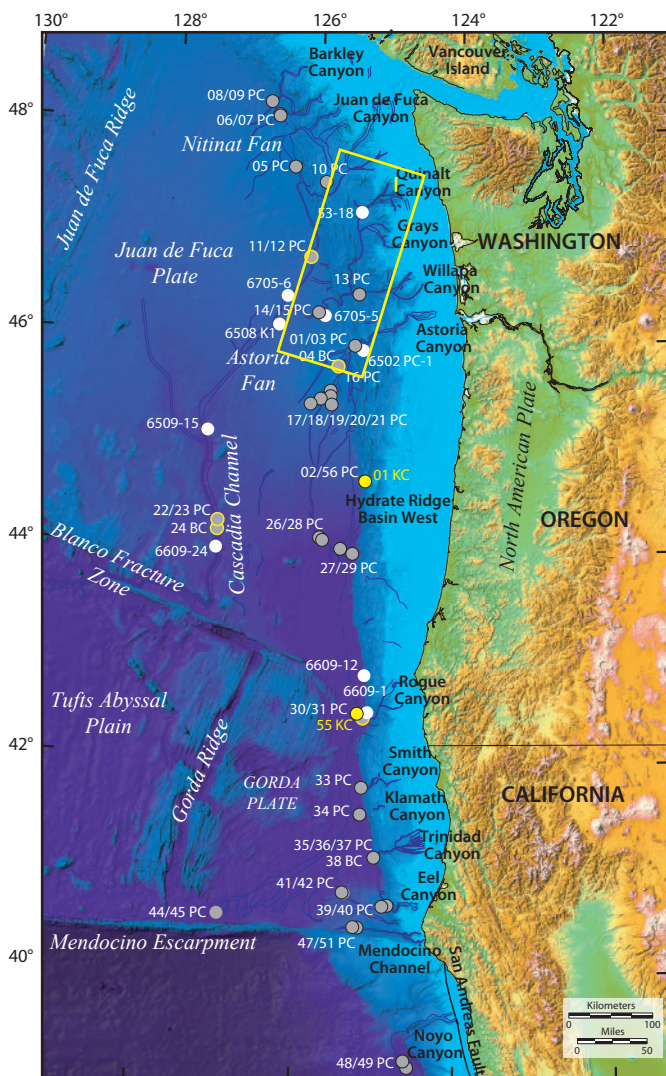 130°
128°
126°
124°
122°
Barkley
Canyon
Vancouver
Island
48°
08/09 PC
06/07 PC
Juan de Fuca
Canyon
Juan de Fuca Ridge
Nitinat Fan
05 PC
10 PC
Quinalt
Canyon
53-18
Grays
Canyon
WASHINGTON
Juan de Fuca
Plate
11/12 PC
Willapa
Canyon
6705-6
13 PC
14/15 PC
6705-5
46°
6508 K1
Astoria
Canyon
01/03 PC
04 BC
6502 PC-1
Astoria
Fan
16 PC
17/18/19/20/21 PC
6509-15
North American Plate
02/56 PC
01 KC
Hydrate Ridge
Basin West
OREGON
22/23 PC
24 BC
Cascadia Channel
26/28 PC
44°
6609-24
27/29 PC
Blanco Fracture
Zone
6609-12
6609-1
Rogue
Canyon
30/31 PC
55 KC
Tufts Abyssal
Plain
42°
Smith
Canyon
Gorda Ridge
GORDA
PLATE
33 PC
Klamath
Canyon
CALIFORNIA
34 PC
35/36/37 PC
38 BC
Trinidad
Canyon
41/42 PC
Eel
Canyon
44/45 PC
39/40 PC
Mendocino Escarpment
47/51 PC
40°
Mendocino
Channel
San Andreas Fault
Kilometers
0 100
Miles
0 50
Noyo
Canyon
48/49 PC